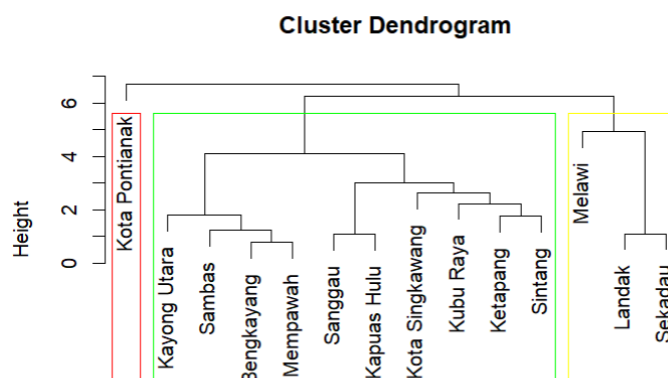 Cluster Dendrogram
Height
0
2
4
6
Kota Pontianak
Kayong Utara
Sambas
Bengkayang
Mempawah
Sanggau
Kapuas Hulu
Kota Singkawang
Kubu Raya
Ketapang
Sintang
Melawi
Landak
Sekadau